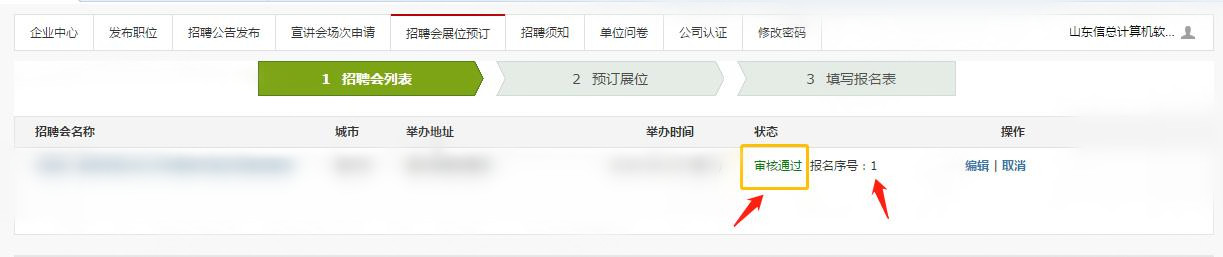 企业中心 发布职位 招聘公告发布 宣讲会场次申请 招聘会展位预订 招聘须知 单位问卷 公司认证 修改密码 山东信息计算机软...
1 招聘会列表 2 预订展位 3 填写报名表
招聘会名称 城市 举办地址 举办时间 状态 操作
审核通过 报名序号：1 编辑 | 取消